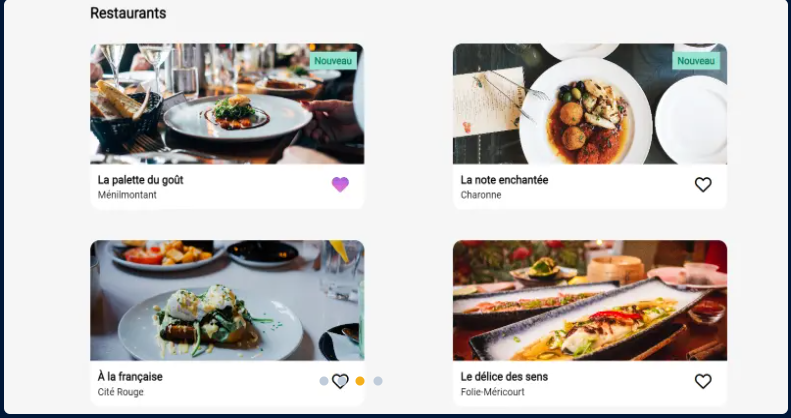 Restaurants
Nouveau
Nouveau
La palette du goût
Ménilmontant
La note enchantée
Charonne
À la française
Cité Rouge
Le délice des sens
Folie-Méricourt